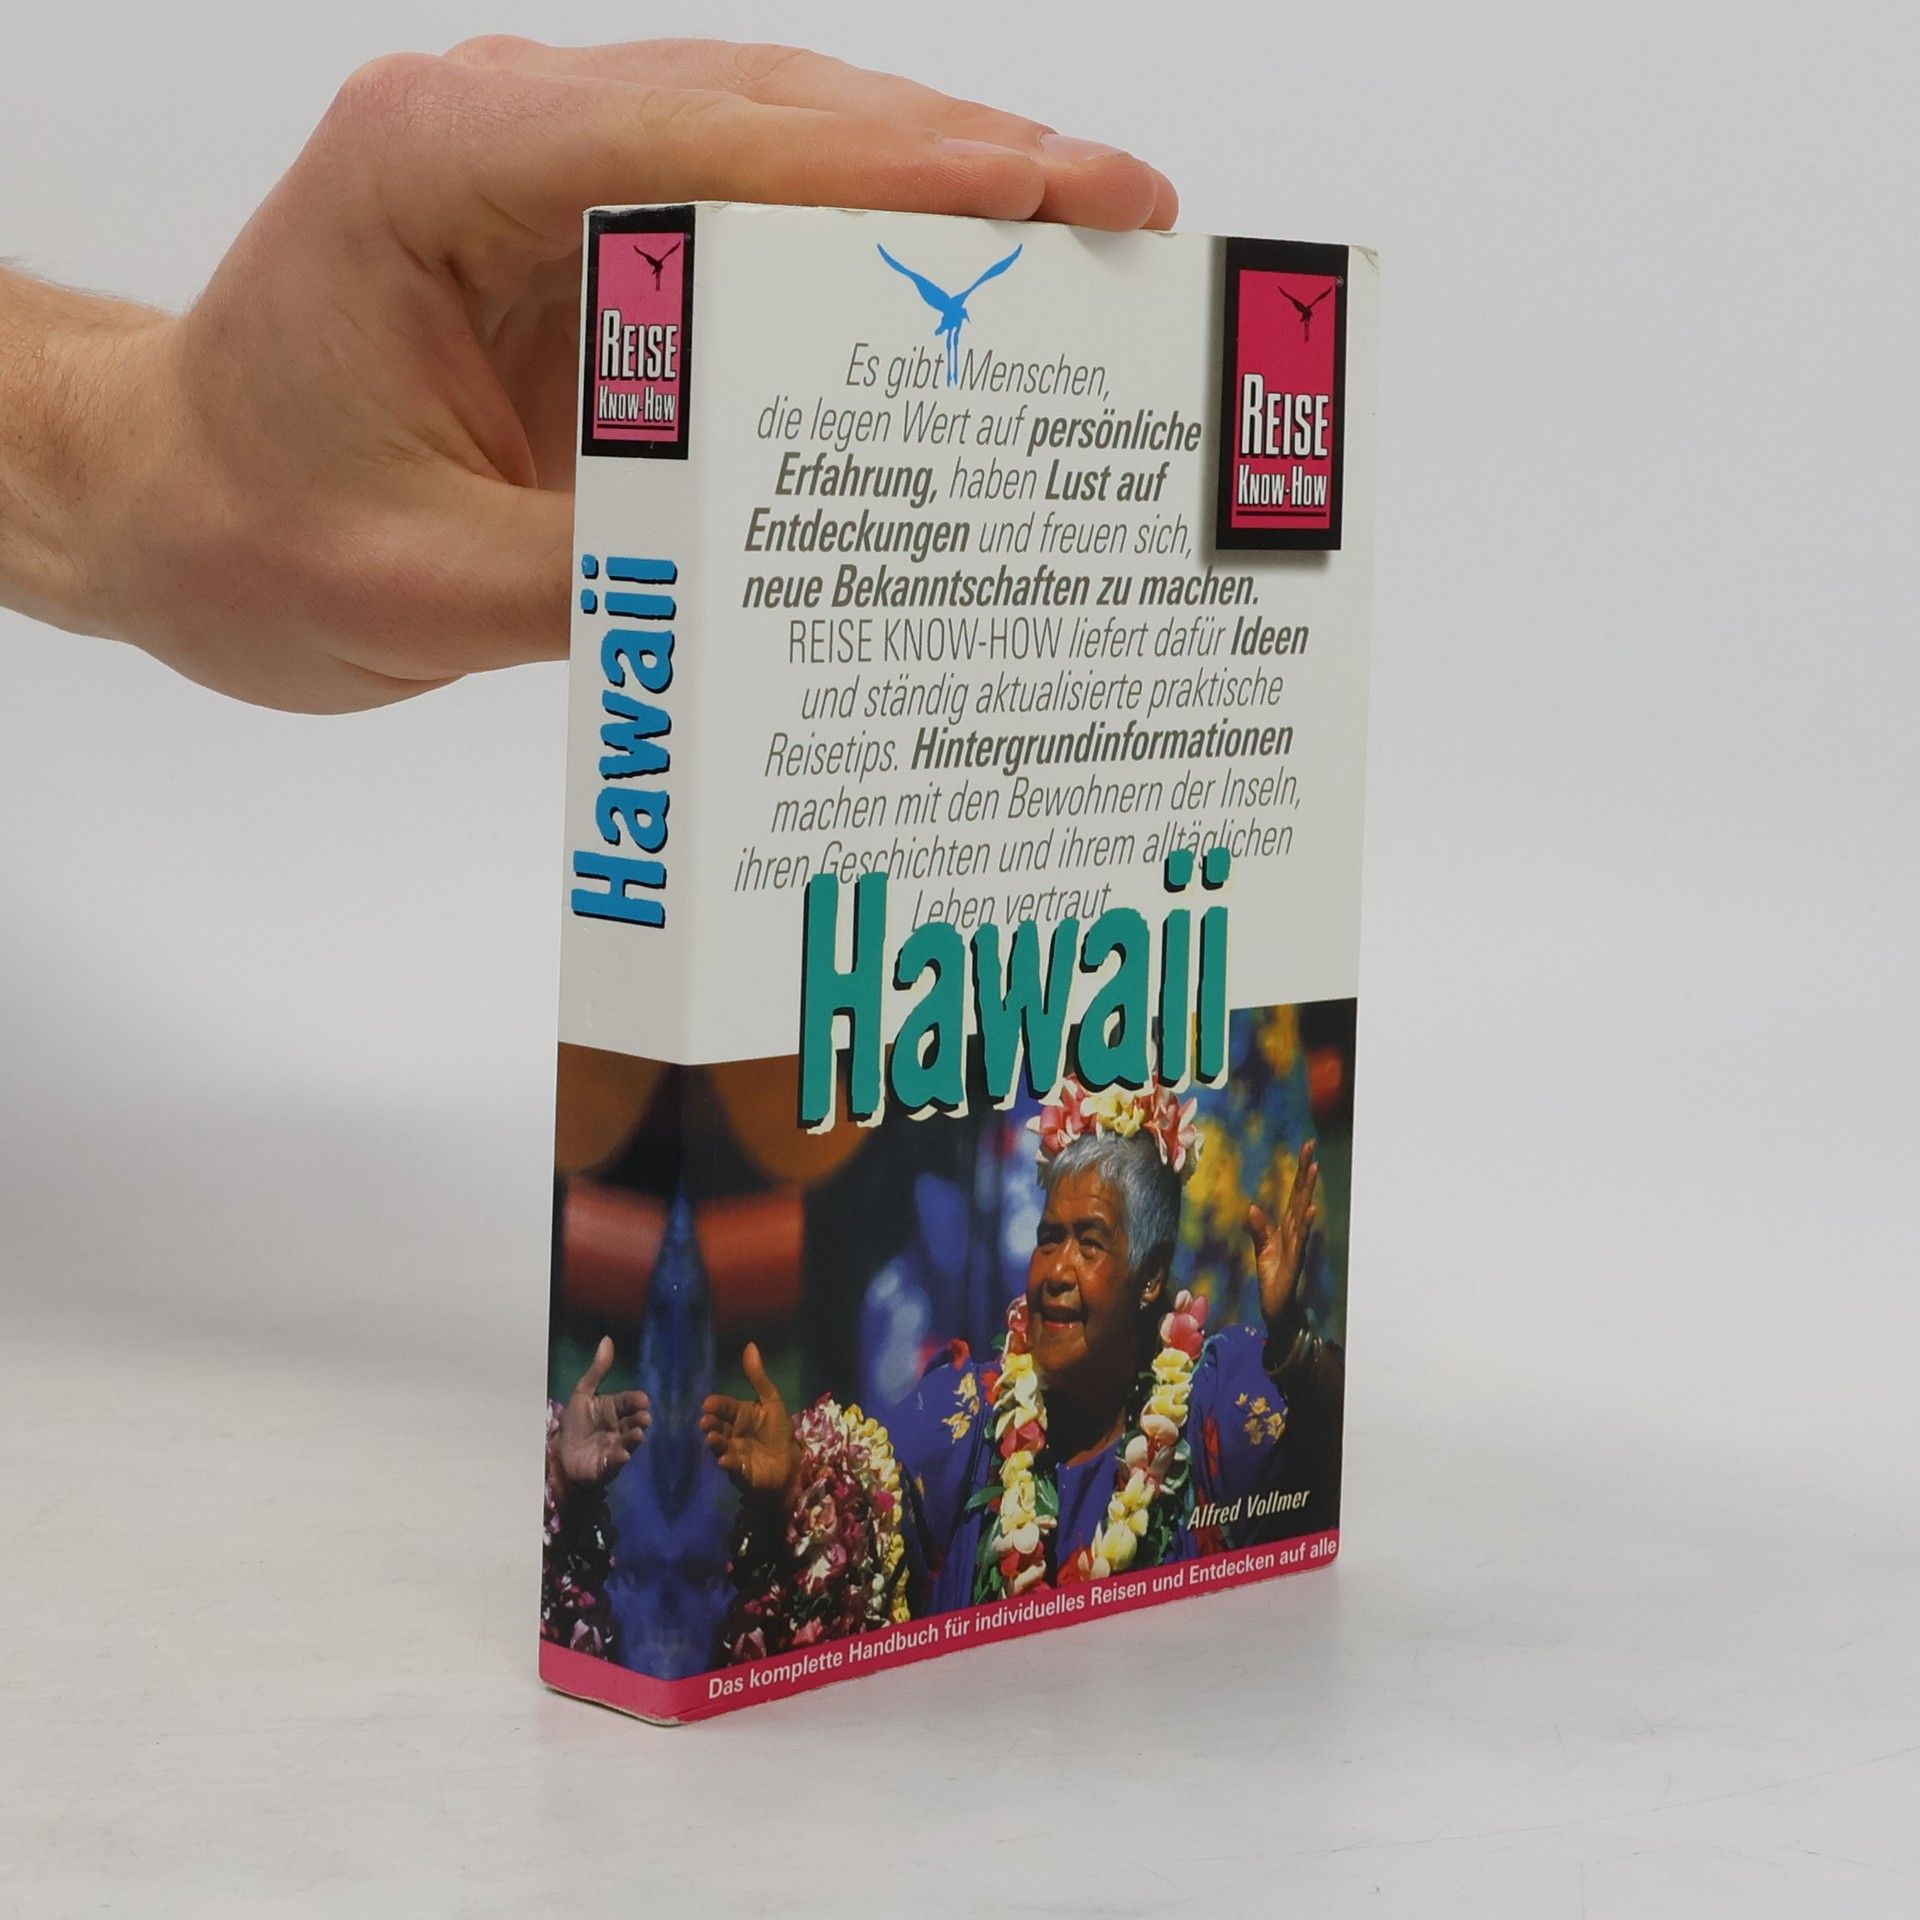 REISE
KNOW-HOW
Hawaii
Es gibt Menschen,
die legen Wert auf persönliche
Erfahrung, haben Lust auf
Entdeckungen und freuen sich,
neue Bekanntschaften zu machen.
REISE KNOW-HOW liefert dafür Ideen
und ständig aktualisierte praktische
Reisetips. Hintergrundinformationen
machen mit den Bewohnern der Inseln,
ihren Geschichten und ihrem alltäglichen
Leben vertraut
REISE
KNOW-HOW
®
Hawaii
Alfred Vollmer
Das komplette Handbuch für individuelles Reisen und Entdecken auf alle